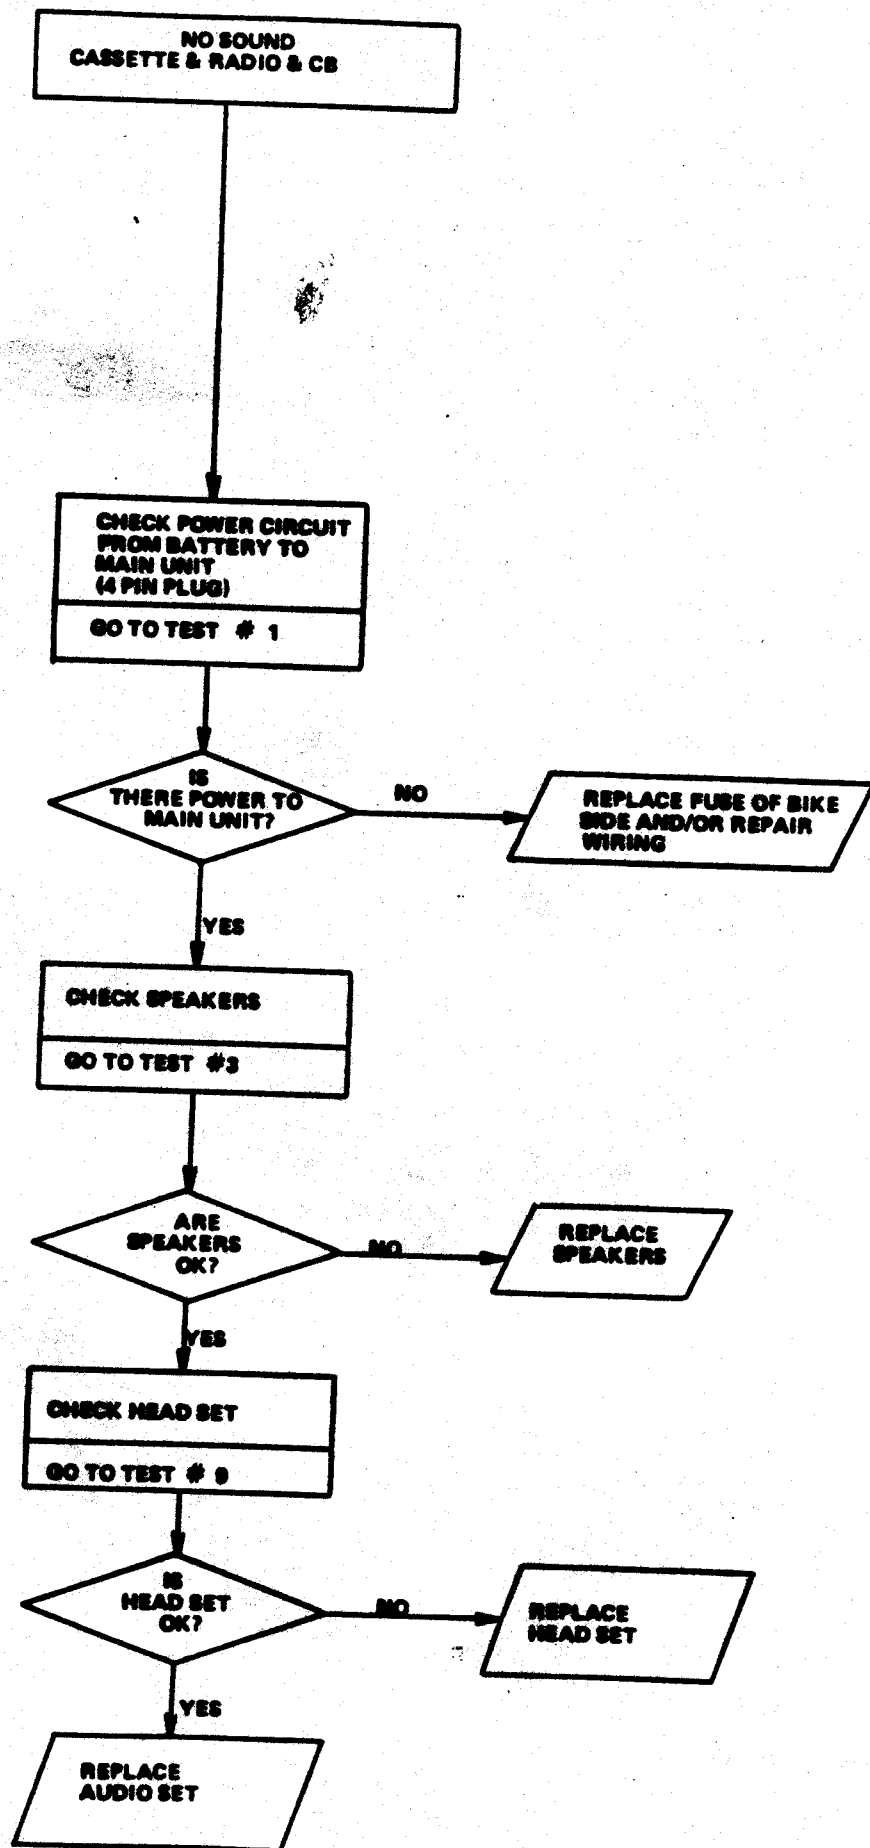 NO SOUND
CASSETTE & RADIO & CB
CHECK POWER CIRCUIT
FROM BATTERY TO
MAIN UNIT
(4 PIN PLUG)
GO TO TEST # 1
IS
THERE POWER TO
MAIN UNIT?
NO
REPLACE FUSE OF BIKE
SIDE AND/OR REPAIR
WIRING
YES
CHECK SPEAKERS
GO TO TEST #3
ARE
SPEAKERS
OK?
NO
REPLACE
SPEAKERS
YES
CHECK HEAD SET
GO TO TEST # 9
IS
HEAD SET
OK?
NO
REPLACE
HEAD SET
YES
REPLACE
AUDIO SET